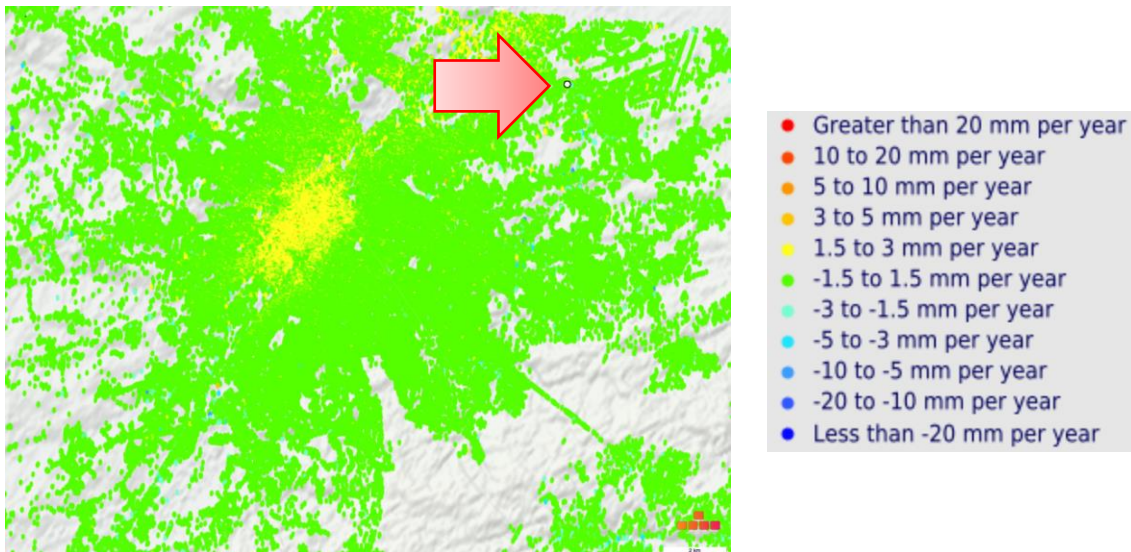 Greater than 20 mm per year
10 to 20 mm per year
5 to 10 mm per year
3 to 5 mm per year
1.5 to 3 mm per year
-1.5 to 1.5 mm per year
-3 to -1.5 mm per year
-5 to -3 mm per year
-10 to -5 mm per year
-20 to -10 mm per year
Less than -20 mm per year